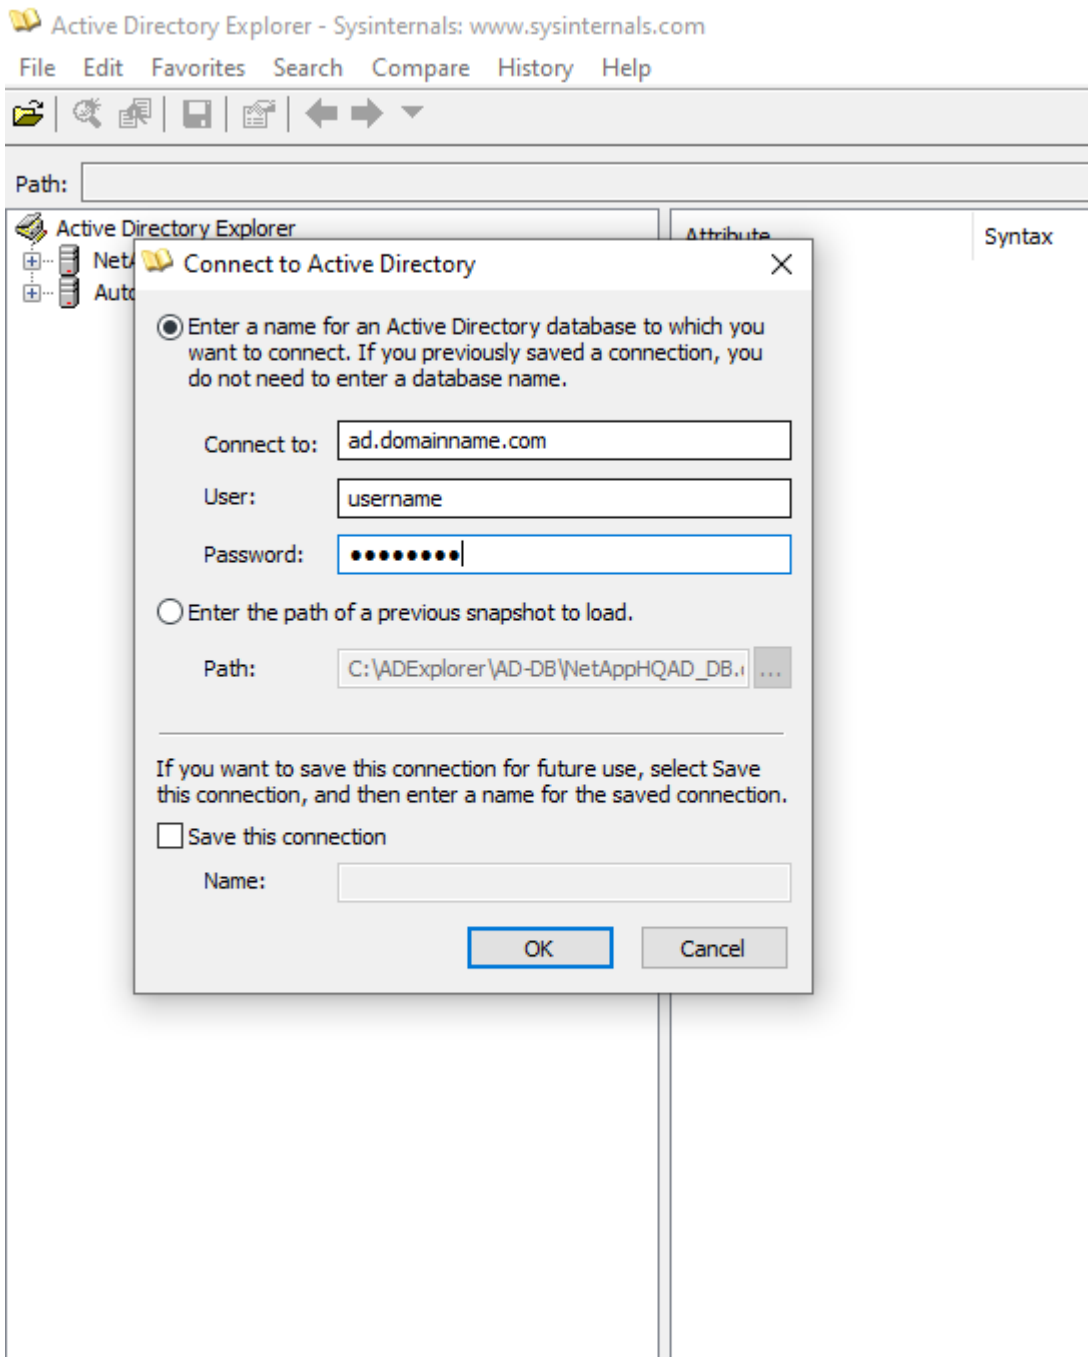 Active Directory Explorer - Sysinternals: www.sysinternals.com
File Edit Favorites Search Compare History Help
Path:
Active Directory Explorer
Attribute Syntax
Connect to Active Directory
Enter a name for an Active Directory database to which you
want to connect. If you previously saved a connection, you
do not need to enter a database name.
Connect to: ad.domainname.com
User: username
Password: ●●●●●●●●
Enter the path of a previous snapshot to load.
Path: C:\ADExplorer\AD-DB\NetAppHQAD_DB. ...
If you want to save this connection for future use, select Save
this connection, and then enter a name for the saved connection.
Save this connection
Name:
OK Cancel